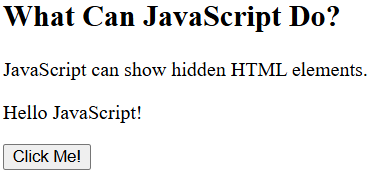 What Can JavaScript Do?
JavaScript can show hidden HTML elements.
Hello JavaScript!
Click Me!